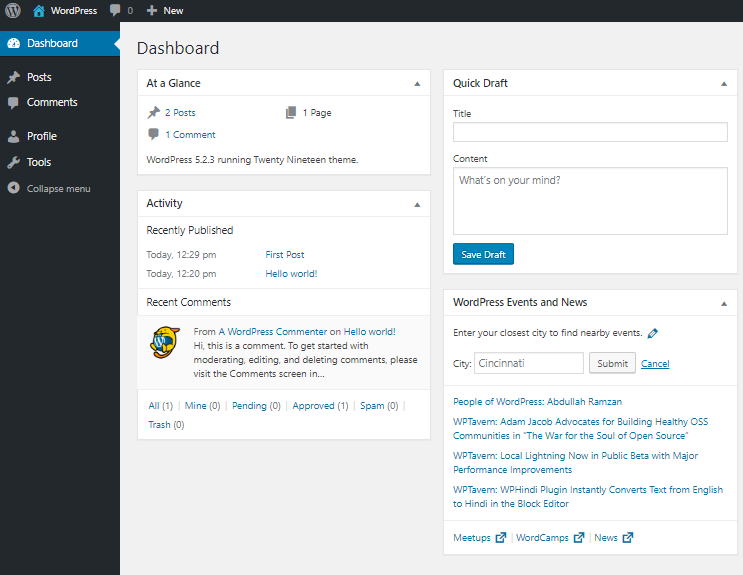 WordPress 0 New
Dashboard
Posts
Comments
Profile
Tools
Collapse menu
Dashboard
At a Glance
2 Posts 1 Page
1 Comment
WordPress 5.2.3 running Twenty Nineteen theme.
Activity
Recently Published
Today, 12:29 pm First Post
Today, 12:20 pm Hello world!
Recent Comments
From A WordPress Commenter on Hello world!
Hi, this is a comment. To get started with
moderating, editing, and deleting comments, please
visit the Comments screen in...
All (1) | Mine (0) | Pending (0) | Approved (1) | Spam (0) |
Trash (0)
Quick Draft
Title
Content
What's on your mind?
Save Draft
WordPress Events and News
Enter your closest city to find nearby events.
City: Cincinnati Submit Cancel
People of WordPress: Abdullah Ramzan
WPTavern: Adam Jacob Advocates for Building Healthy OSS
Communities in “The War for the Soul of Open Source”
WPTavern: Local Lightning Now in Public Beta with Major
Performance Improvements
WPTavern: WPHindi Plugin Instantly Converts Text from English
to Hindi in the Block Editor
Meetups | WordCamps | News